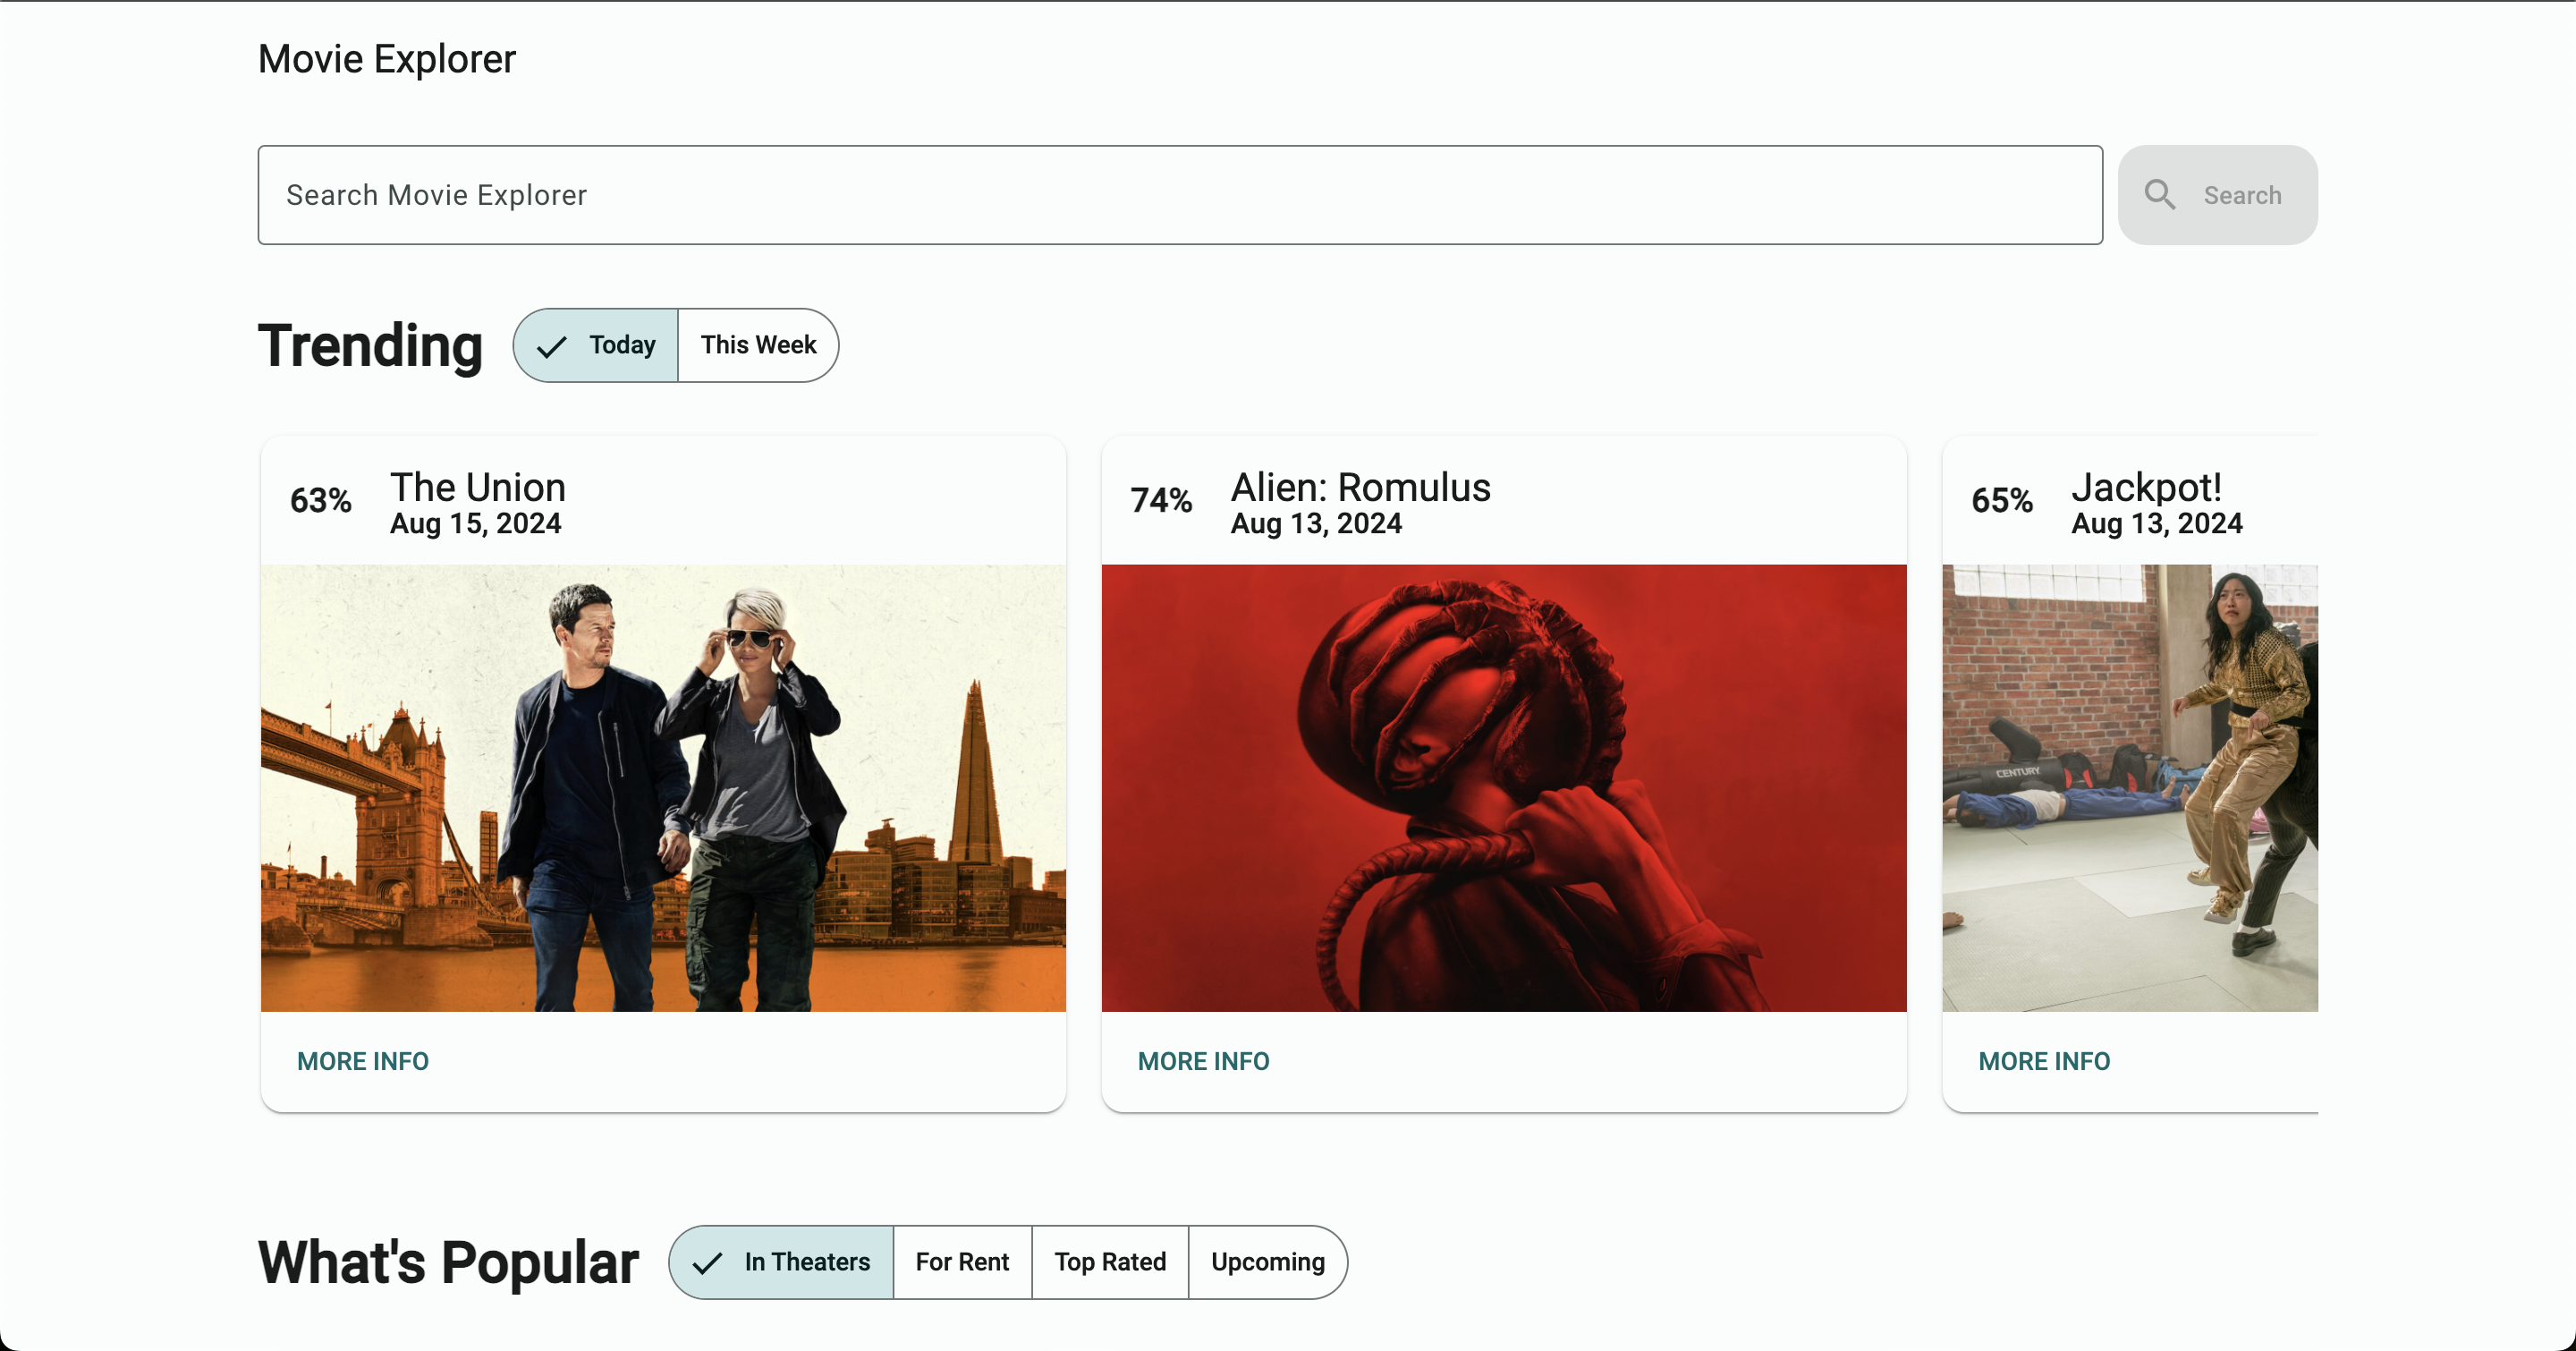 Movie Explorer
Search Movie Explorer
Search
Trending
Today
This Week
63%
The Union
Aug 15, 2024
74%
Alien: Romulus
Aug 13, 2024
65%
Jackpot!
Aug 13, 2024
CENTURY
MORE INFO
MORE INFO
MORE INFO
What's Popular
In Theaters
For Rent
Top Rated
Upcoming